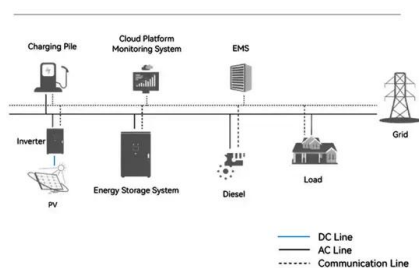 Charging Pile
Cloud Platform
Monitoring System
EMS
Grid
Inverter
PV
Energy Storage System
Diesel
Load
DC Line
AC Line
Communication Line